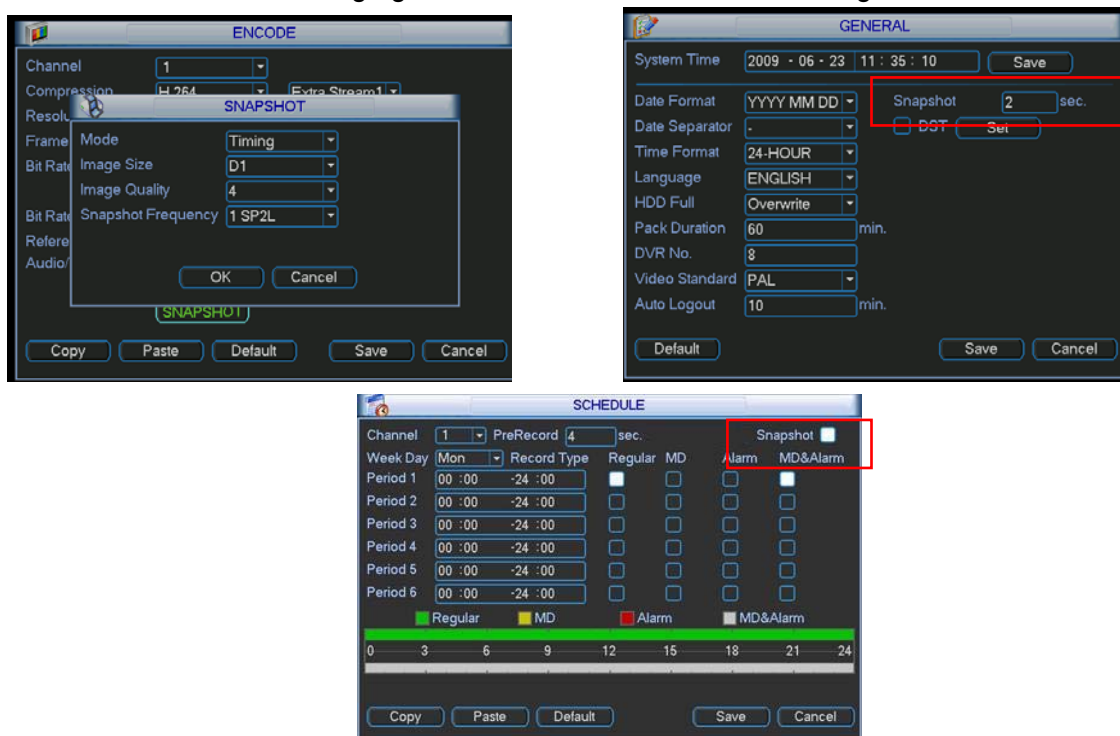 ENCODE
Channel 1
Compression H.264 Extra Stream1
SNAPSHOT
Mode Timing
Image Size D1
Image Quality 4
Snapshot Frequency 1 SP2L
OK Cancel
Frame
Bit Rate
Bit Rate
Audio/
SNAPSHOT
Copy Paste Default Save Cancel
GENERAL
System Time 2009 - 06 - 23 11 : 35 : 10 Save
Date Format YYYY MM DD Snapshot 2 sec.
Date Separator - DST Set
Time Format 24-HOUR
Language ENGLISH
HDD Full Overwrite
Pack Duration 60 min.
DVR No. 8
Video Standard PAL
Auto Logout 10 min.
Default Save Cancel
SCHEDULE
Channel 1 PreRecord 4 sec. Snapshot
Week Day Mon Record Type Regular MD Alarm MD&Alarm
Period 1 00 :00 -24 :00
Period 2 00 :00 -24 :00
Period 3 00 :00 -24 :00
Period 4 00 :00 -24 :00
Period 5 00 :00 -24 :00
Period 6 00 :00 -24 :00
Regular MD Alarm MD&Alarm
0 3 6 9 12 15 18 21 24
Copy Paste Default Save Cancel